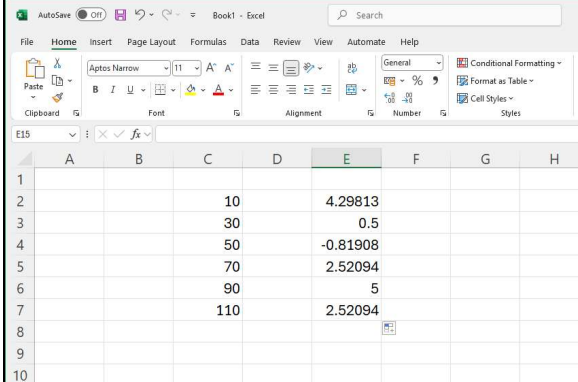 AutoSave Off Book1 - Excel Search
File Home Insert Page Layout Formulas Data Review View Automate Help
Paste
Aptos Narrow 11 A^ A˅
B I U A
ab
General
% 9
Conditional Formatting
Format as Table
Cell Styles
Clipboard Font Alignment Number Styles
E15 fx
A B C D E F G H
1
2 10 4.29813
3 30 0.5
4 50 -0.81908
5 70 2.52094
6 90 5
7 110 2.52094
8
9
10